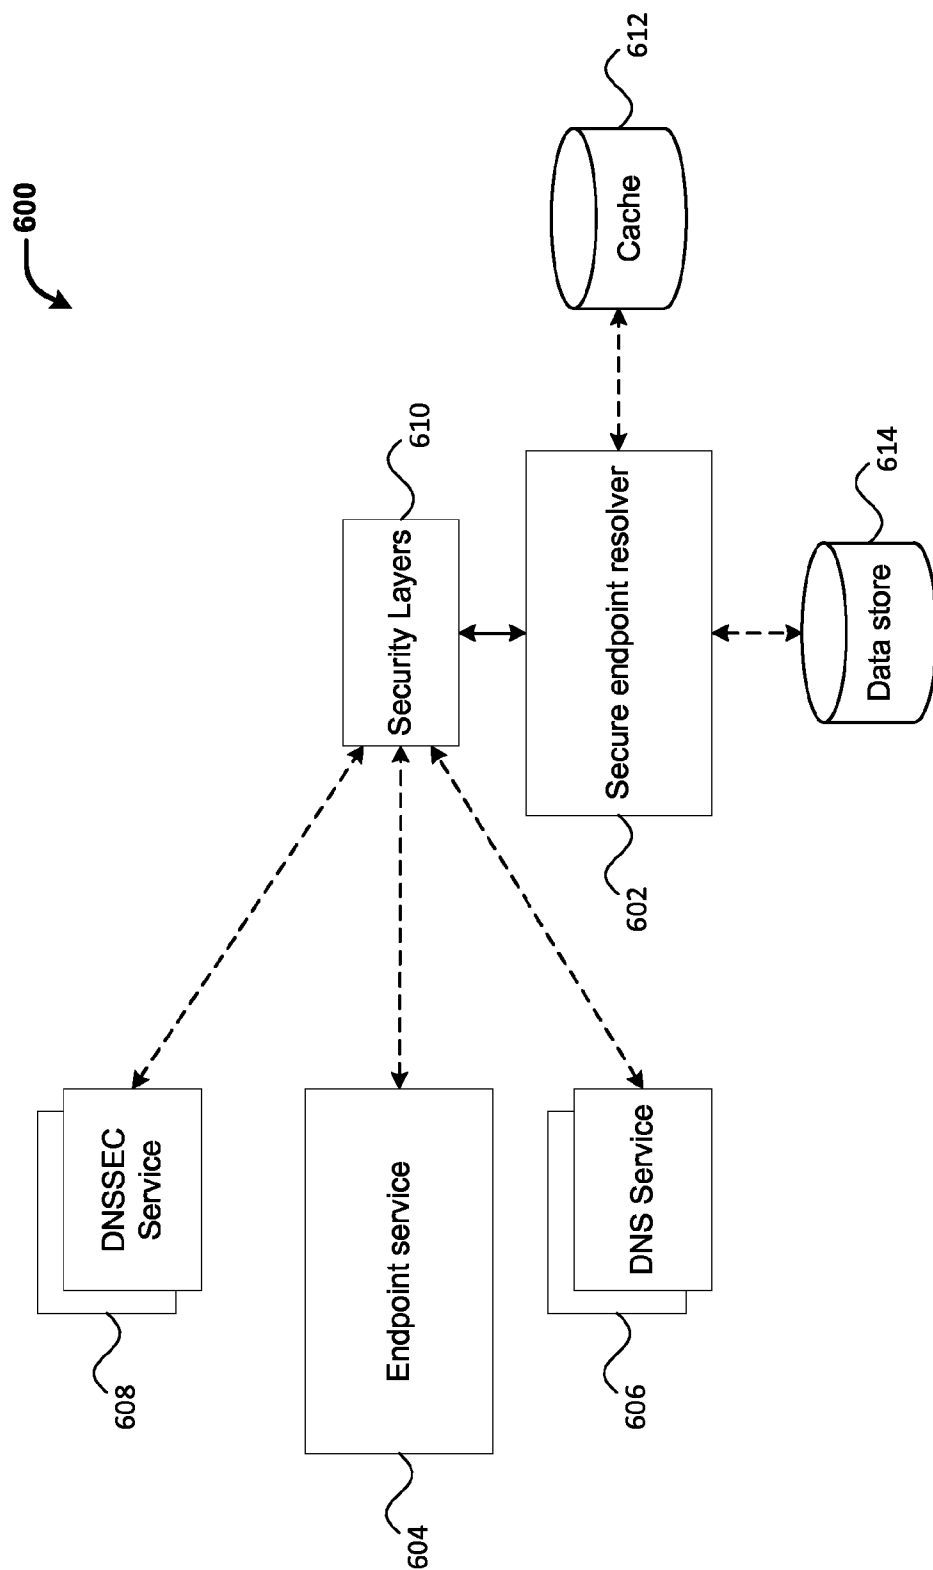 600
DNSSEC
Service
608
Endpoint service
604
DNS Service
606
Security Layers
610
Secure endpoint resolver
602
Cache
612
Data store
614